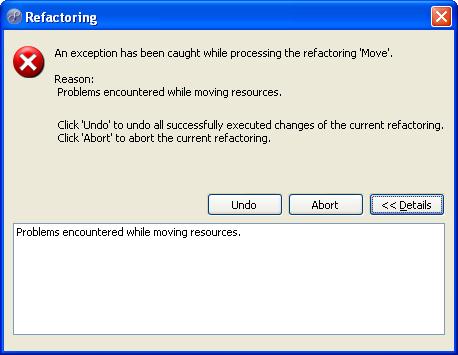 Refactoring
An exception has been caught while processing the refactoring 'Move'.
Reason:
Problems encountered while moving resources.
Click 'Undo' to undo all successfully executed changes of the current refactoring.
Click 'Abort' to abort the current refactoring.
Undo Abort << Details
Problems encountered while moving resources.